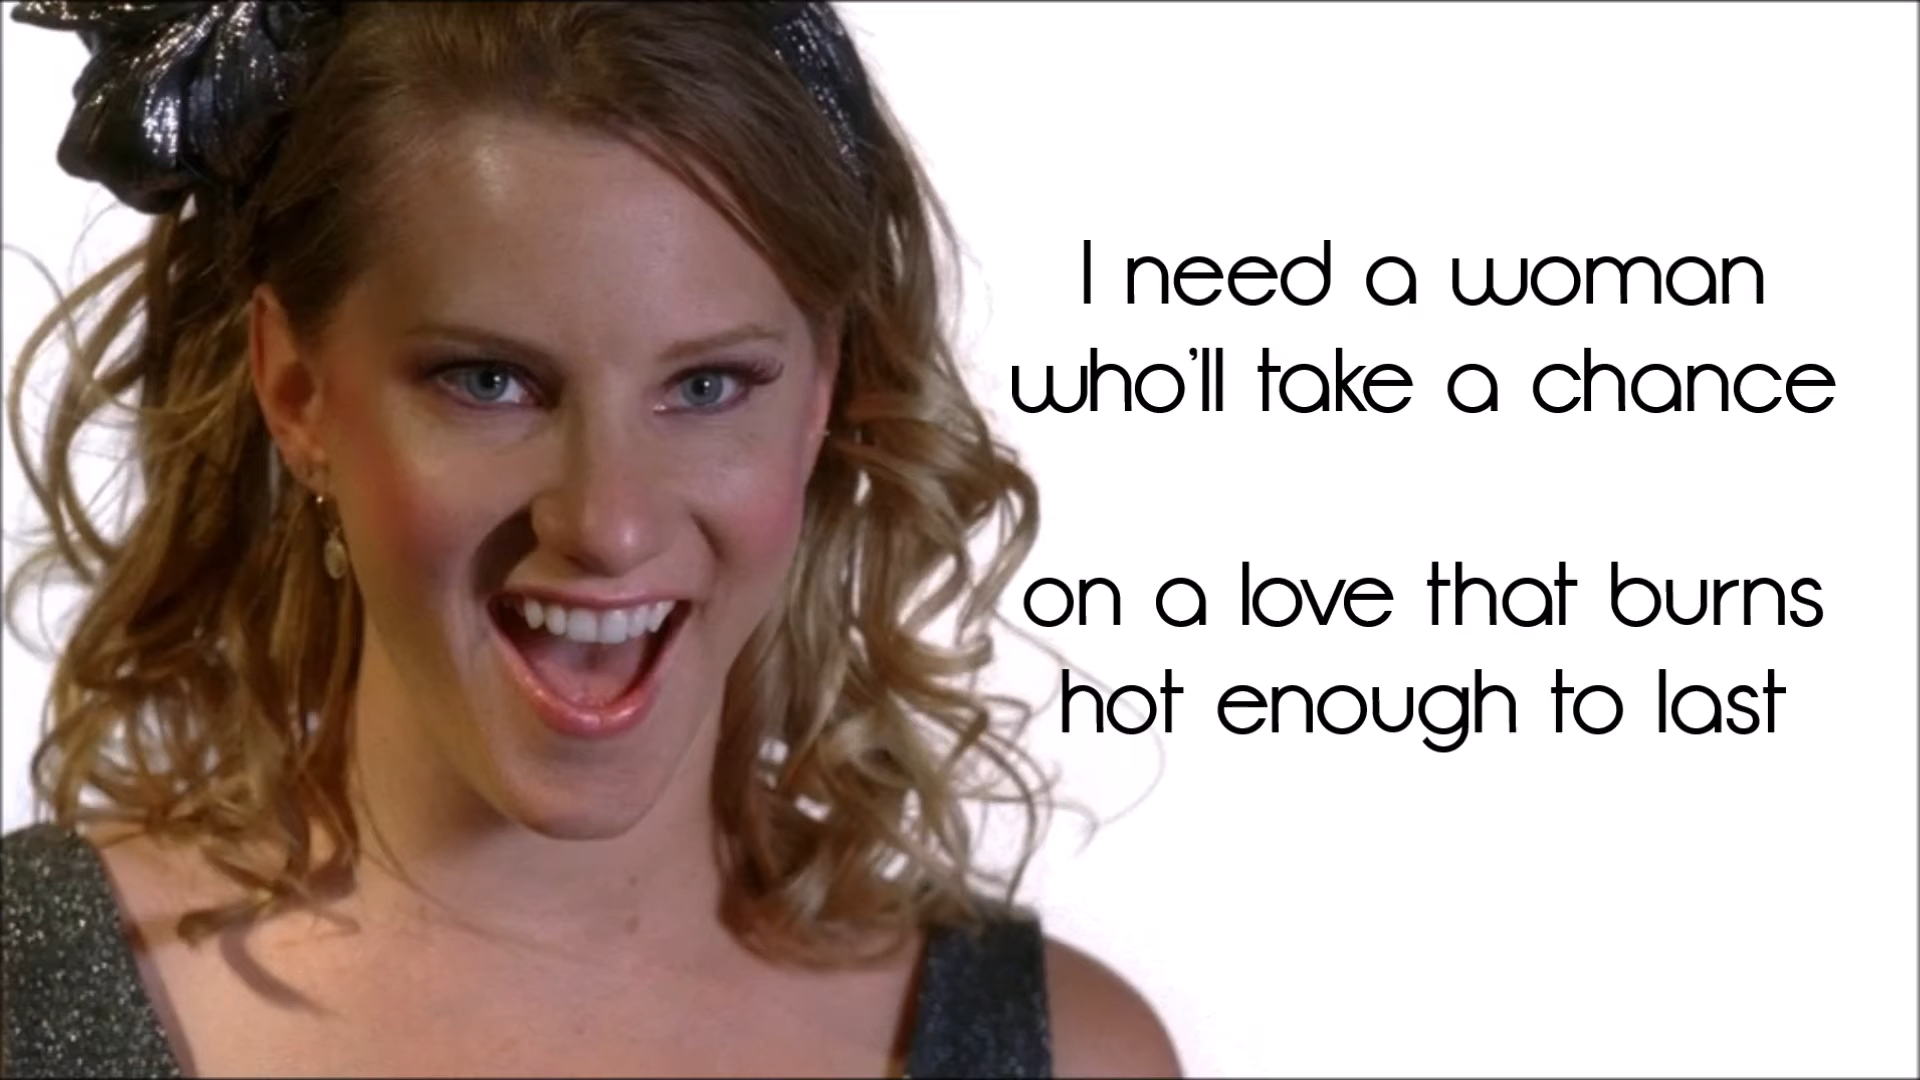 I need a woman
who'll take a chance
on a love that burns
hot enough to last